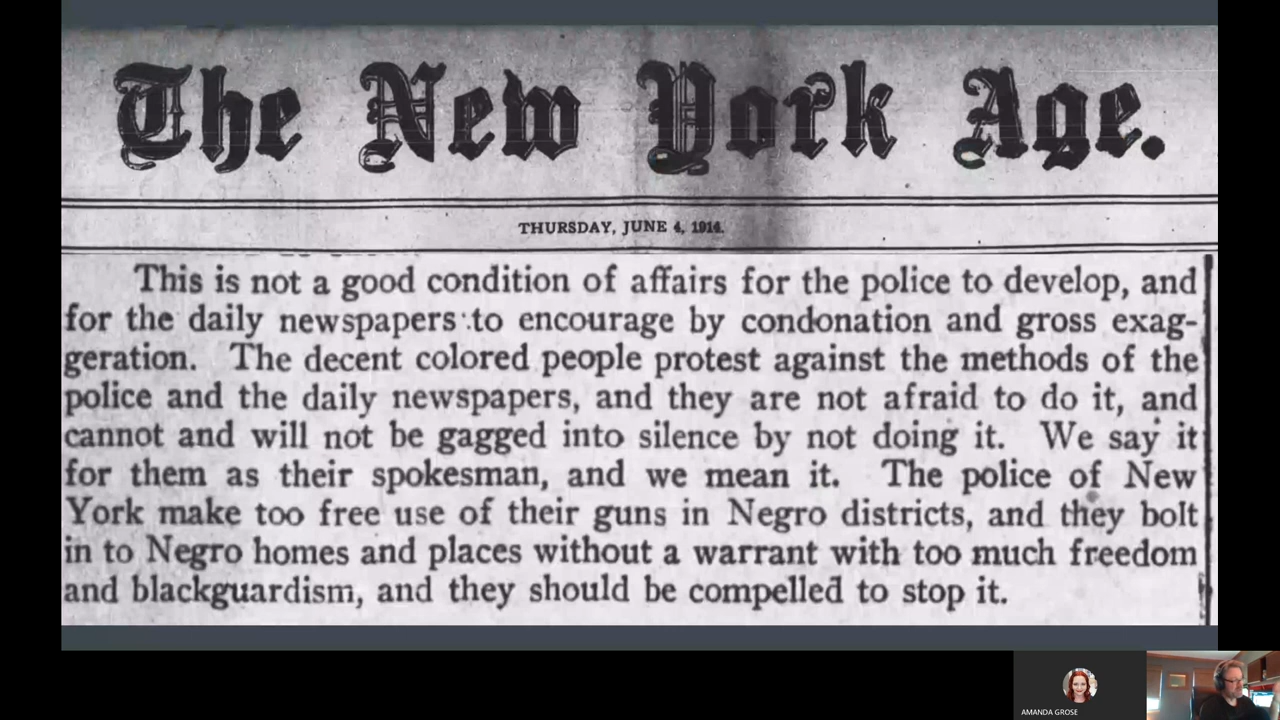 The New York Age.
THURSDAY, JUNE 4, 1914.
This is not a good condition of affairs for the police to develop, and
for the daily newspapers to encourage by condonation and gross exag-
geration. The decent colored people protest against the methods of the
police and the daily newspapers, and they are not afraid to do it, and
cannot and will not be gagged into silence by not doing it. We say it
for them as their spokesman, and we mean it. The police of New
York make too free use of their guns in Negro districts, and they bolt
in to Negro homes and places without a warrant with too much freedom
and blackguardism, and they should be compelled to stop it.
AMANDA GROSE